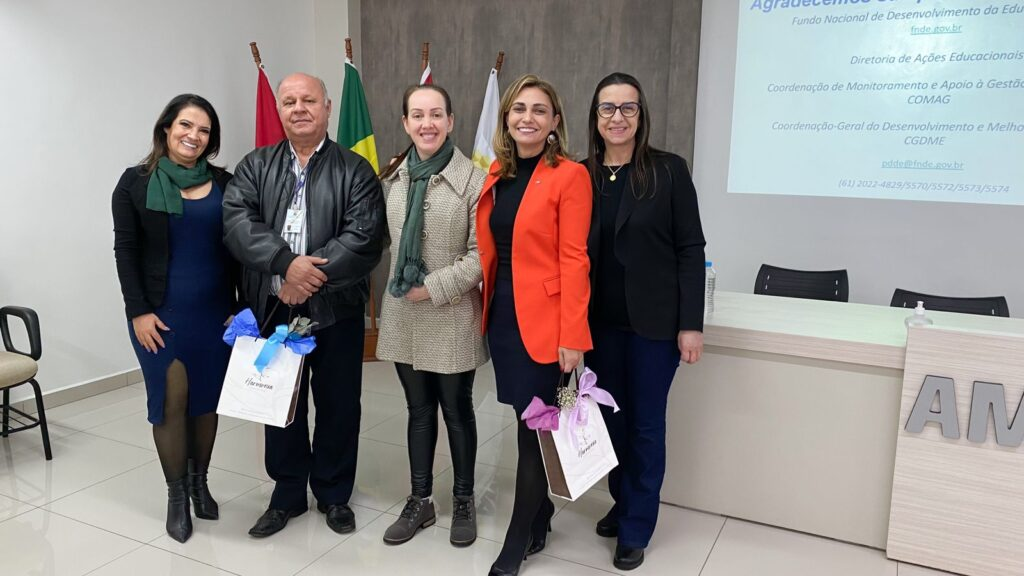 Agradecemos
Fundo Nacional de Desenvolvimento da Edu
fnde.gov.br
Diretoria de Ações Educacionais
Coordenação de Monitoramento e Apoio à Gestão
COMAG
Coordenação-Geral do Desenvolvimento e Melho
CGDME
pdde@fnde.gov.br
(61) 2022-4829/5570/5572/5573/5574
AM